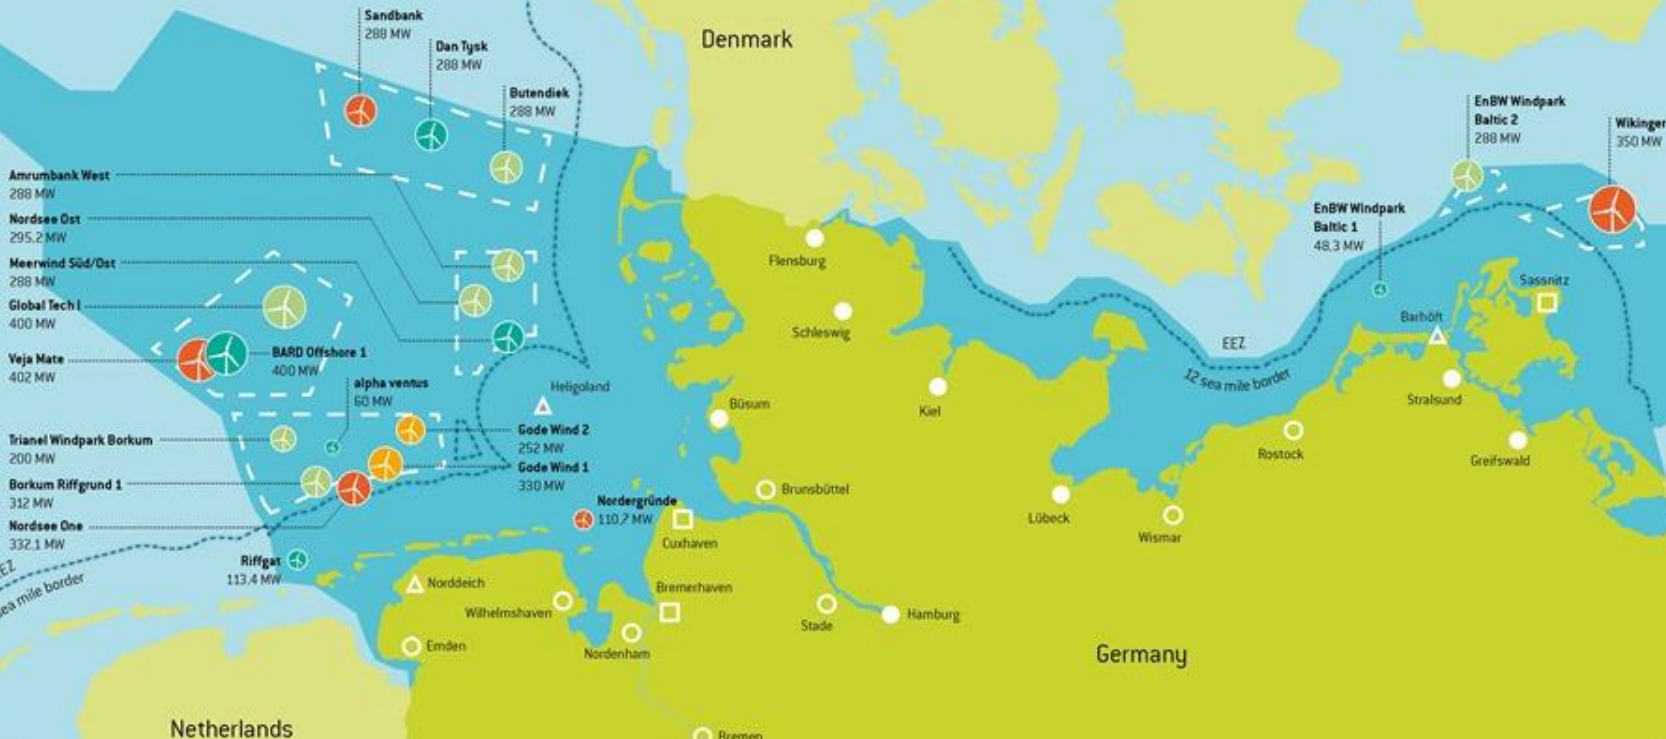 Sandbank
288 MW
Dan Tysk
288 MW
Butendiek
288 MW
Denmark
EnBW Windpark
Baltic 2
288 MW
Wikinger
350 MW
Amrumbank West
288 MW
Nordsee Ost
295.2 MW
Meerwind Süd/Ost
288 MW
Global Tech I
400 MW
Veja Mate
402 MW
BARD Offshore 1
400 MW
alpha ventus
60 MW
Trianel Windpark Borkum
200 MW
Borkum Riffgrund 1
312 MW
Nordsee One
332.1 MW
Gode Wind 2
252 MW
Gode Wind 1
330 MW
Nordergründe
110,7 MW
Riffgat
113.4 MW
EnBW Windpark
Baltic 1
48.3 MW
Heligoland
Flensburg
Schleswig
Kiel
Büsum
Brunsbüttel
Cuxhaven
Bremerhaven
Norddeich
Wilhelmshaven
Emden
Nordenham
Stade
Hamburg
Bremen
Lübeck
Wismar
Rostock
Sassnitz
Barhöft
Stralsund
Greifswald
EEZ
12 sea mile border
EEZ
sea mile border
Germany
Netherlands